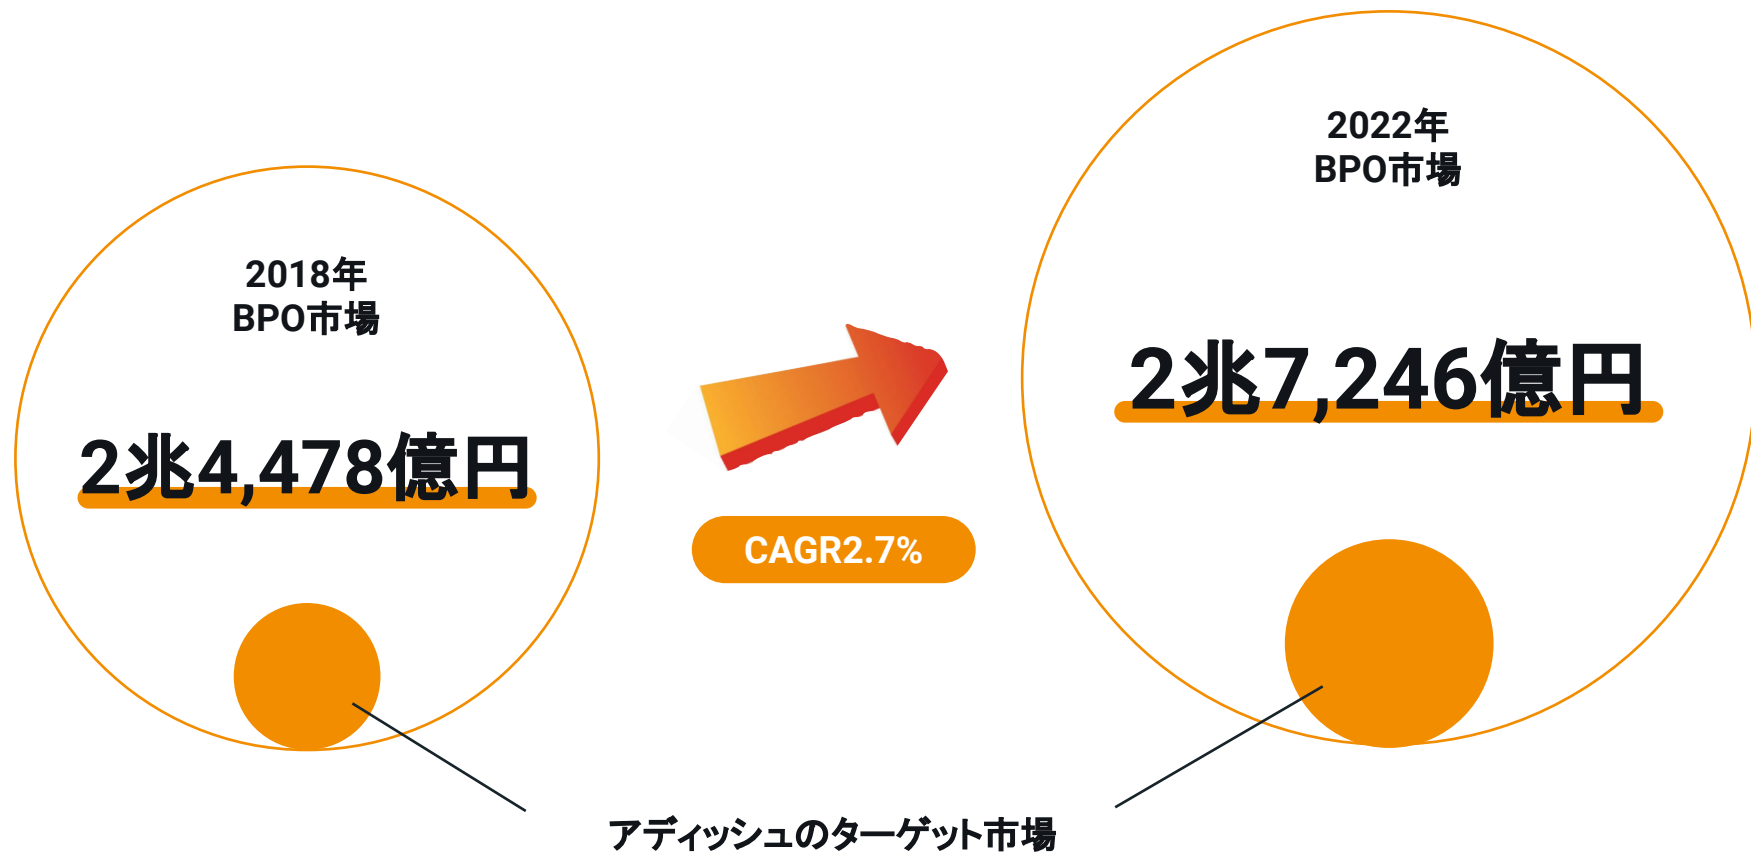 2018年
BPO市場
2兆4,478億円
CAGR2.7%
2022年
BPO市場
2兆7,246億円
アディッシュのターゲット市場